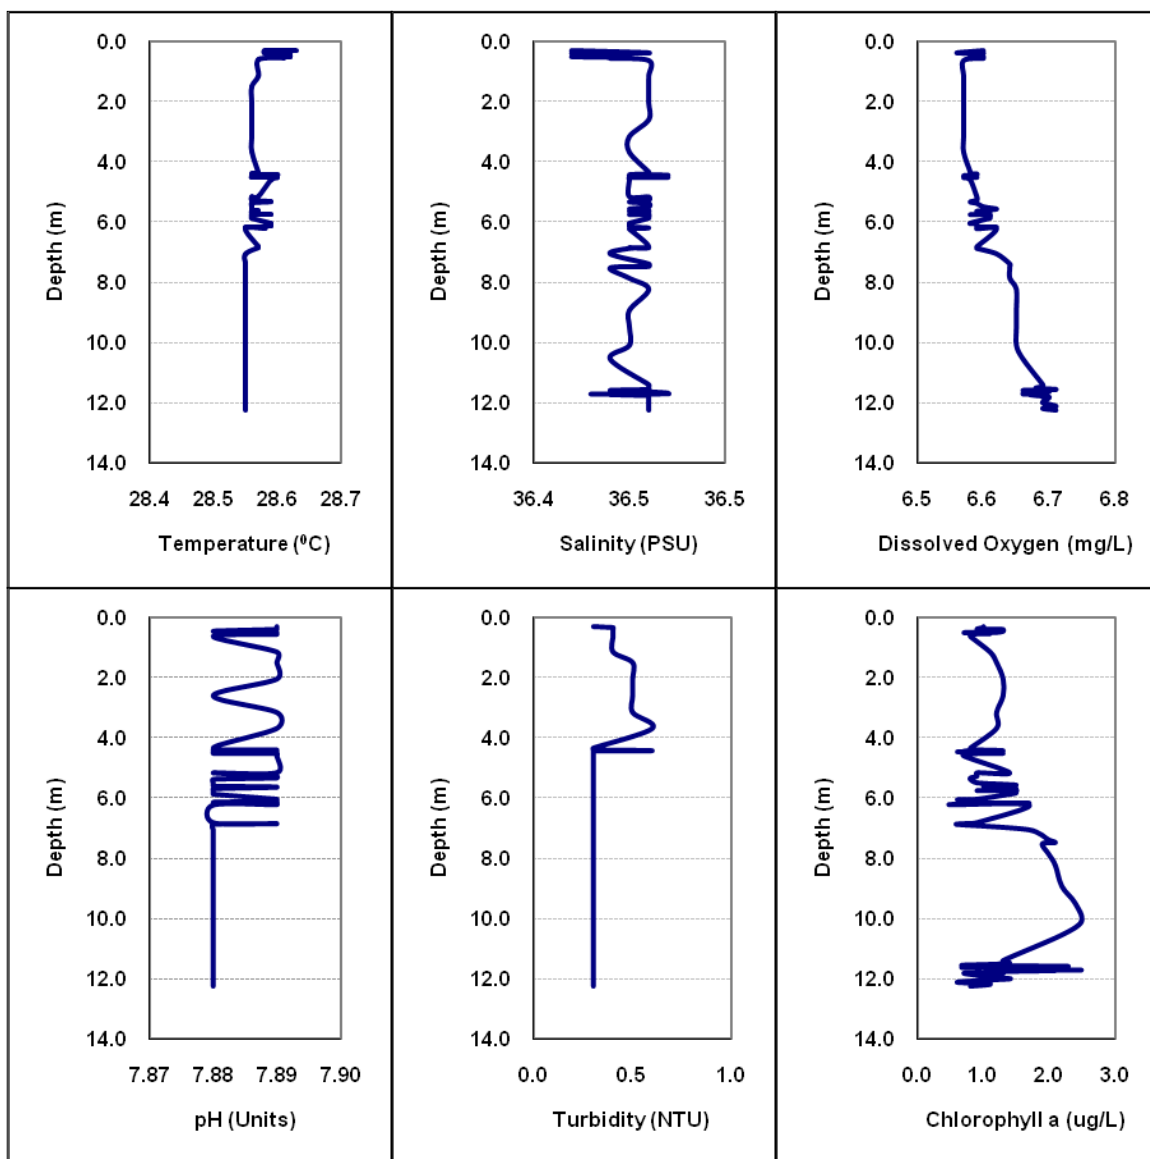 0.0
2.0
4.0
6.0
8.0
10.0
12.0
14.0
Depth (m)
28.4 28.5 28.6 28.7
Temperature (⁰C)
0.0
2.0
4.0
6.0
8.0
10.0
12.0
14.0
Depth (m)
36.4 36.5 36.5
Salinity (PSU)
0.0
2.0
4.0
6.0
8.0
10.0
12.0
14.0
Depth (m)
6.5 6.6 6.7 6.8
Dissolved Oxygen (mg/L)
0.0
2.0
4.0
6.0
8.0
10.0
12.0
14.0
Depth (m)
7.87 7.88 7.89 7.90
pH (Units)
0.0
2.0
4.0
6.0
8.0
10.0
12.0
14.0
Depth (m)
0.0 0.5 1.0
Turbidity (NTU)
0.0
2.0
4.0
6.0
8.0
10.0
12.0
14.0
Depth (m)
0.0 1.0 2.0 3.0
Chlorophyll a (ug/L)